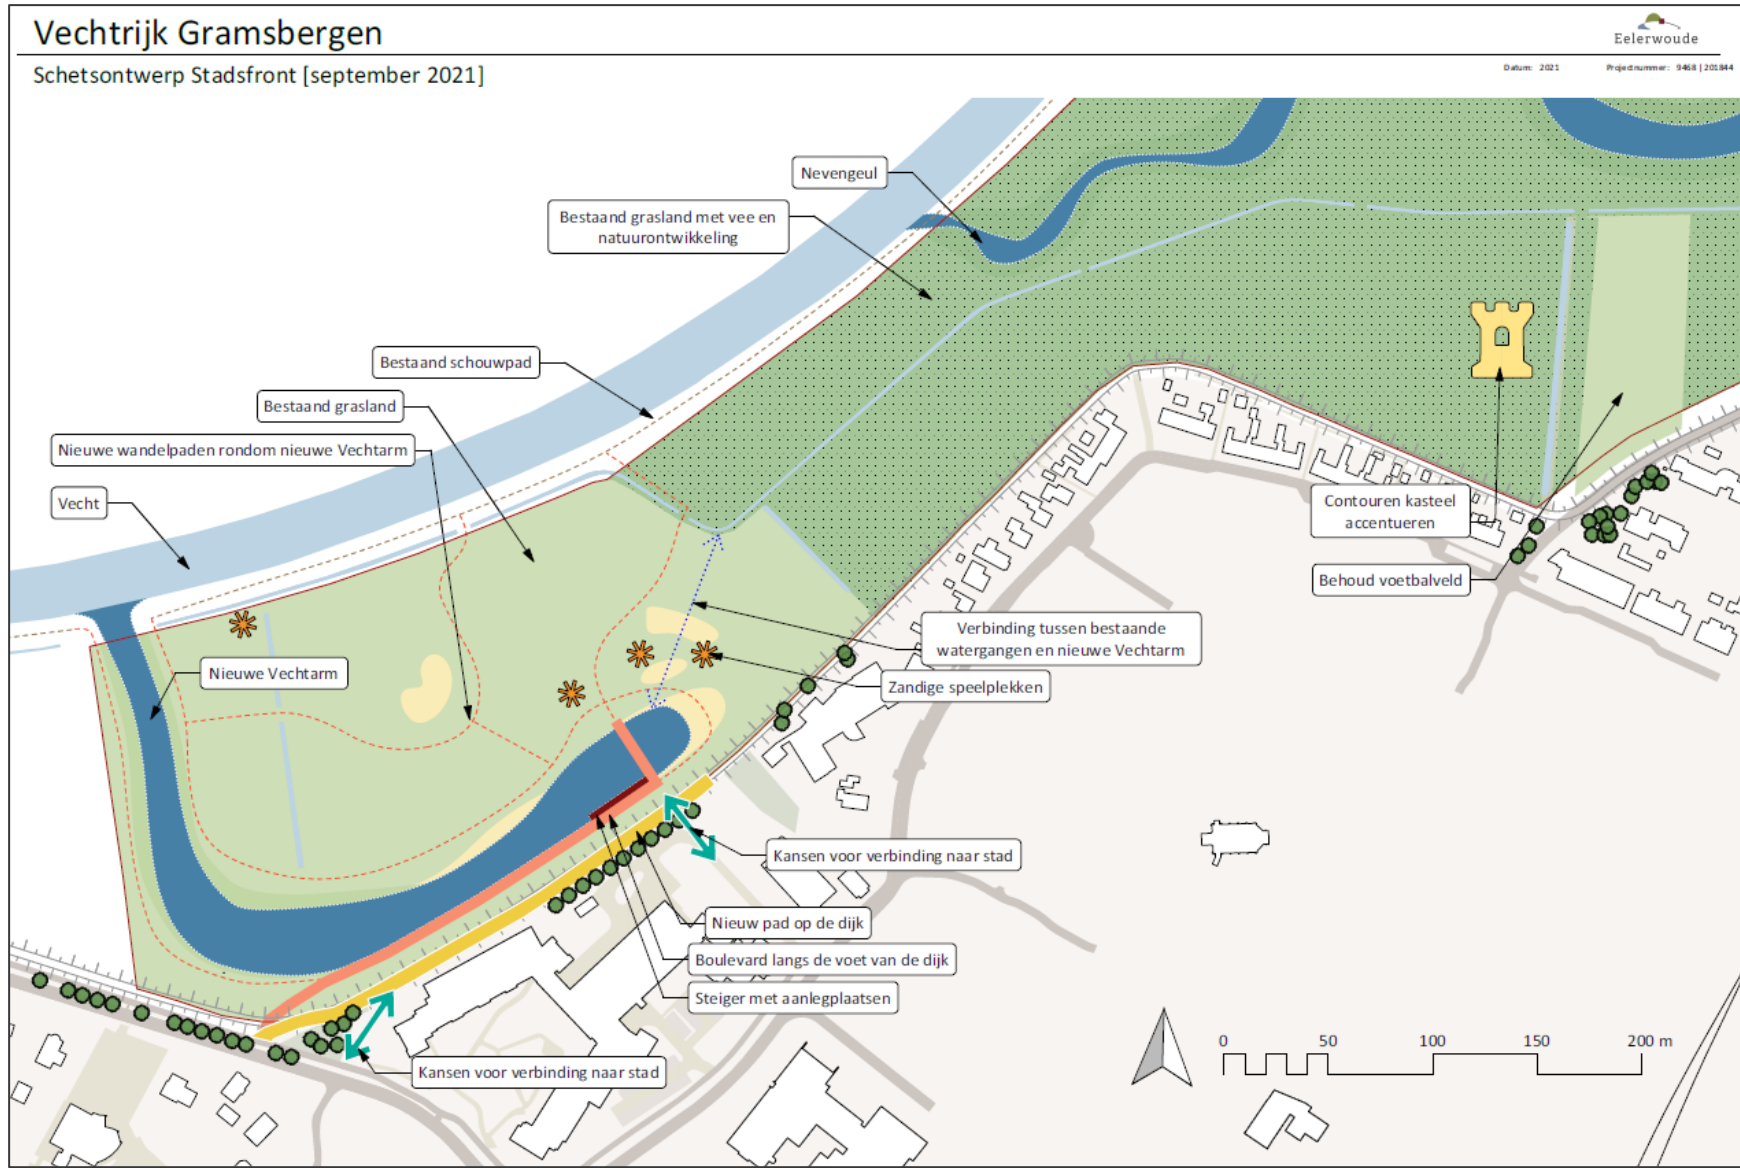 Vechtrijk Gramsbergen
Eelerwoude
Schetsontwerp Stadsfront [september 2021]
Datum: 2021
Projectnummer: 9468 | 201844
Nevengeul
Bestaand grasland met vee en
natuurontwikkeling
Bestaand schouwpad
Bestaand grasland
Nieuwe wandelpaden rondom nieuwe Vechtarm
Vecht
Contouren kasteel
accentueren
Behoud voetbalveld
Verbinding tussen bestaande
watergangen en nieuwe Vechtarm
Nieuwe Vechtarm
Zandige speelplekken
Kansen voor verbinding naar stad
Nieuw pad op de dijk
Boulevard langs de voet van de dijk
Steiger met aanlegplaatsen
Kansen voor verbinding naar stad
0 50 100 150 200 m